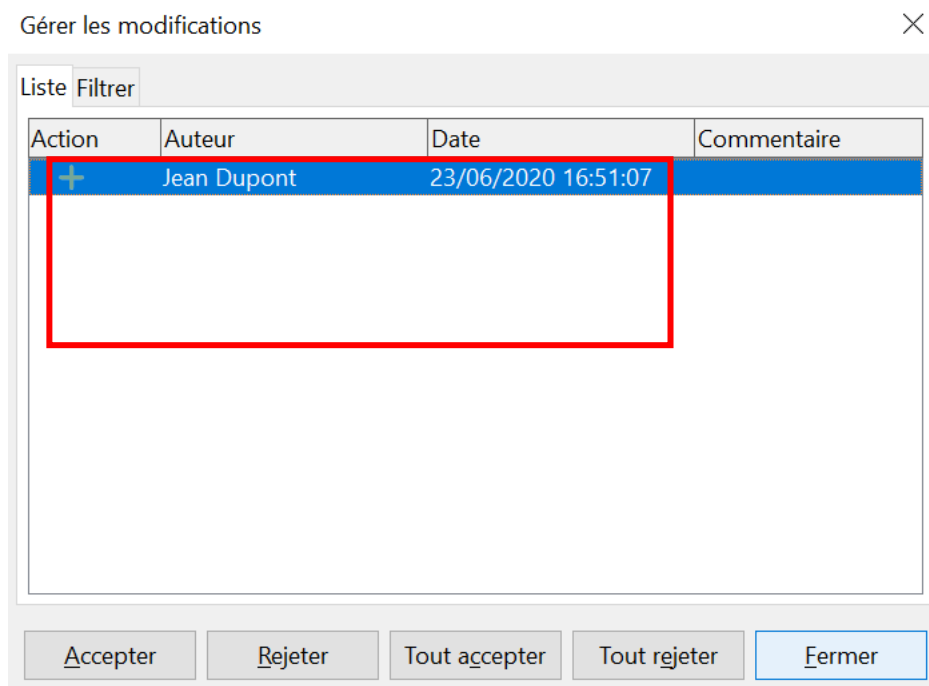 Gérer les modifications
Liste Filtrer
Action Auteur Date Commentaire
Jean Dupont 23/06/2020 16:51:07
Accepter Rejeter Tout accepter Tout rejeter Fermer